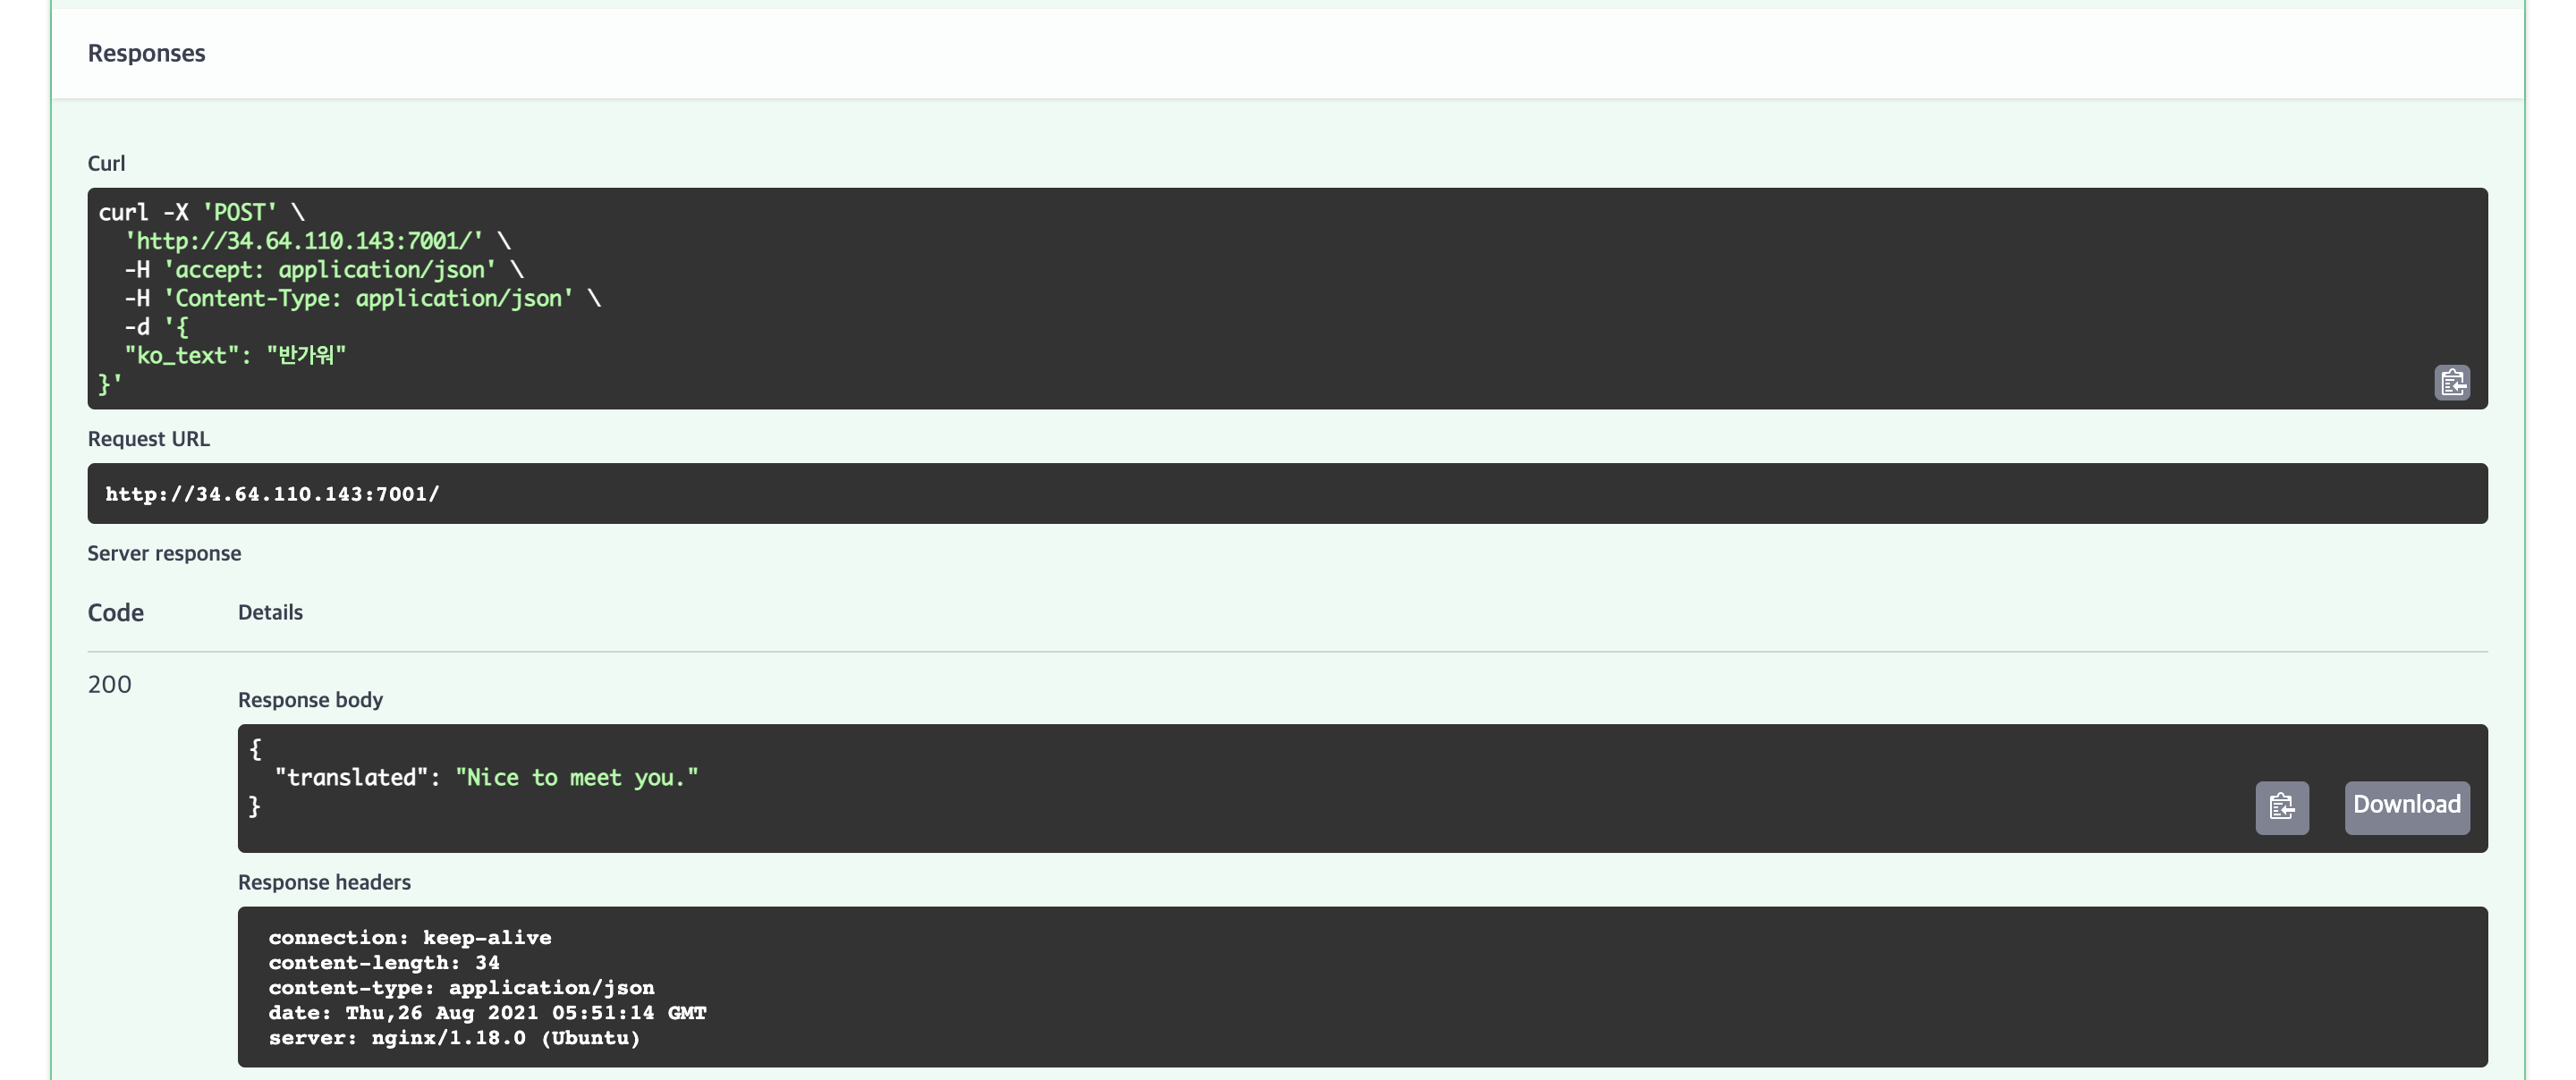 Responses
Curl
curl -X 'POST' \
'http://34.64.110.143:7001/' \
-H 'accept: application/json' \
-H 'Content-Type: application/json' \
-d '{
"ko_text": "반가워"
}'
Request URL
http://34.64.110.143:7001/
Server response
Code Details
200
Response body
{
"translated": "Nice to meet you."
}
Download
Response headers
connection: keep-alive
content-length: 34
content-type: application/json
date: Thu,26 Aug 2021 05:51:14 GMT
server: nginx/1.18.0 (Ubuntu)